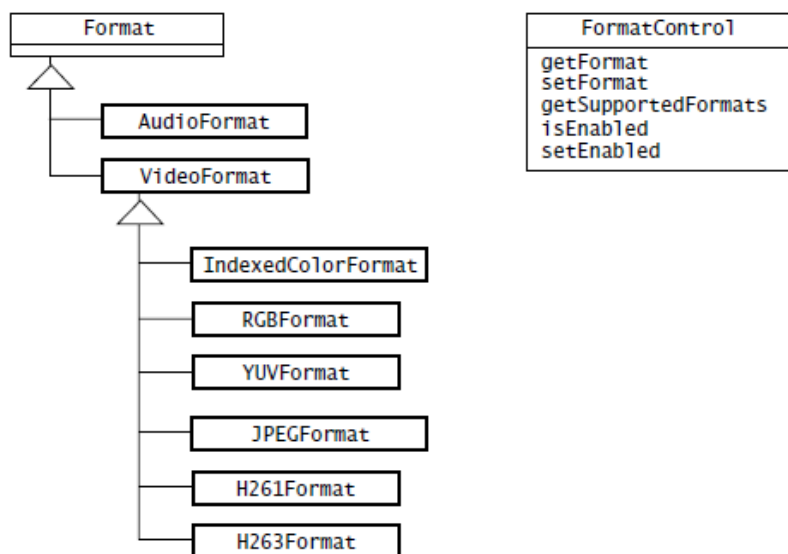 Format
AudioFormat
VideoFormat
IndexedColorFormat
RGBFormat
YUVFormat
JPEGFormat
H261Format
H263Format
FormatControl
getFormat
setFormat
getSupportedFormats
isEnabled
setEnabled